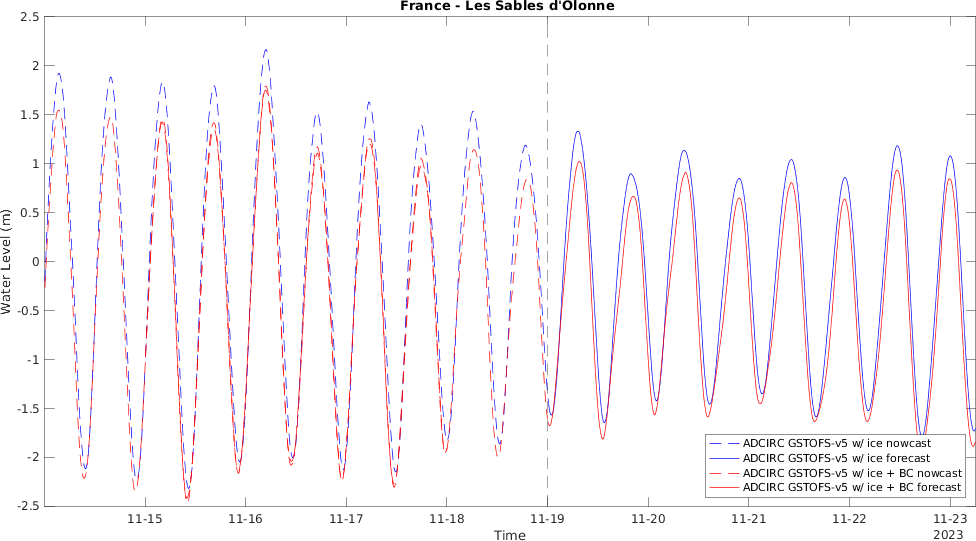 France - Les Sables d'Olonne
2.5
2
1.5
1
0.5
0
-0.5
-1
-1.5
-2
-2.5
Water Level (m)
11-15 11-16 11-17 11-18 11-19 11-20 11-21 11-22 11-23
2023
Time
ADCIRC GSTOFS-v5 w/ ice nowcast
ADCIRC GSTOFS-v5 w/ ice forecast
ADCIRC GSTOFS-v5 w/ ice + BC nowcast
ADCIRC GSTOFS-v5 w/ ice + BC forecast